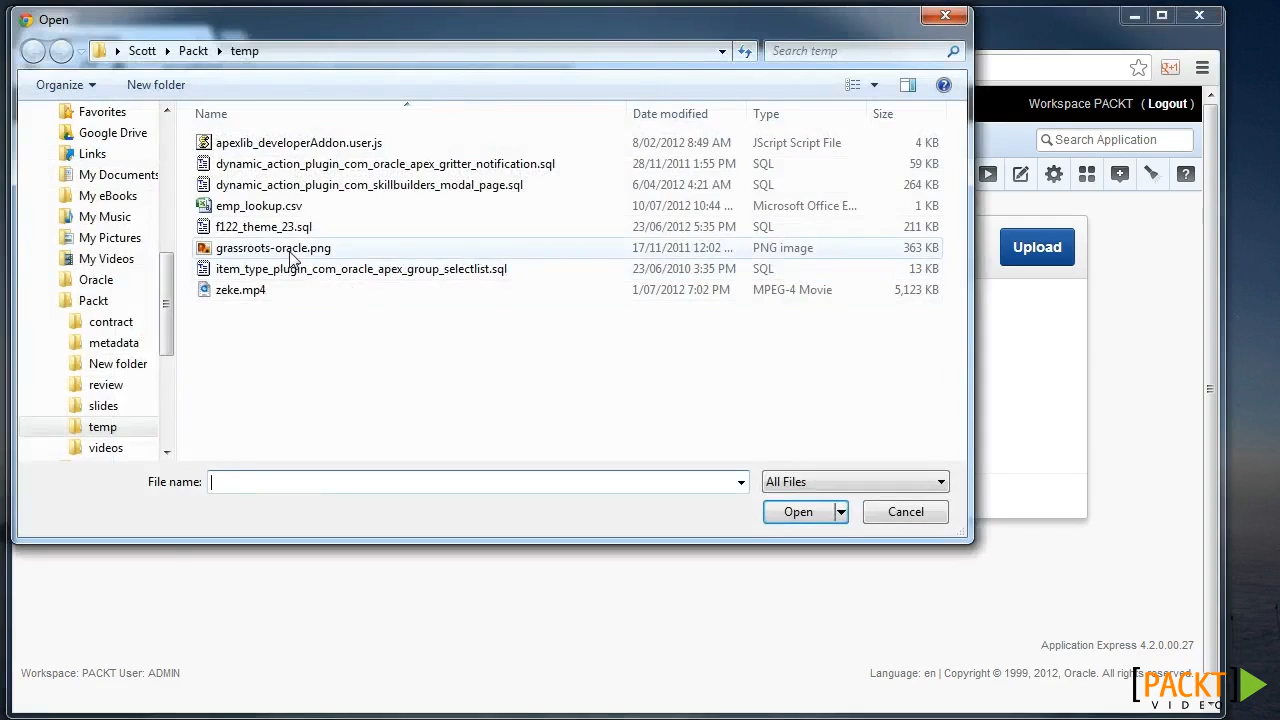 Open
Scott Packt temp
Search temp
Organize New folder
Name Date modified Type Size
Favorites
Google Drive
Links
My Documents
My eBooks
My Music
My Pictures
My Videos
Oracle
Packt
contract
metadata
New folder
review
slides
temp
videos
apexlib_developerAddon.user.js 8/02/2012 8:49 AM JScript Script File 4 KB
dynamic_action_plugin_com_oracle_apex_gritter_notification.sql 28/11/2011 1:55 PM SQL 59 KB
dynamic_action_plugin_com_skillbuilders_modal_page.sql 6/04/2012 4:21 AM SQL 264 KB
emp_lookup.csv 10/07/2012 10:44 ... Microsoft Office E...
f122_theme_23.sql 23/06/2012 5:35 PM SQL 211 KB
grassroots-oracle.png 17/11/2011 12:02 ... PNG image 363 KB
item_type_plugin_com_oracle_apex_group_selectlist.sql 23/06/2010 3:35 PM SQL 13 KB
zeke.mp4 1/07/2012 7:02 PM MPEG-4 Movie 5,123 KB
File name: All Files
Open Cancel
Workspace PACKT ( Logout )
Search Application
Upload
Application Express 4.2.0.00.27
Workspace: PACKT User: ADMIN
Language: en | Copyright © 1999, 2012, Oracle. All rights reserved.
[PACKT]
VIDEO